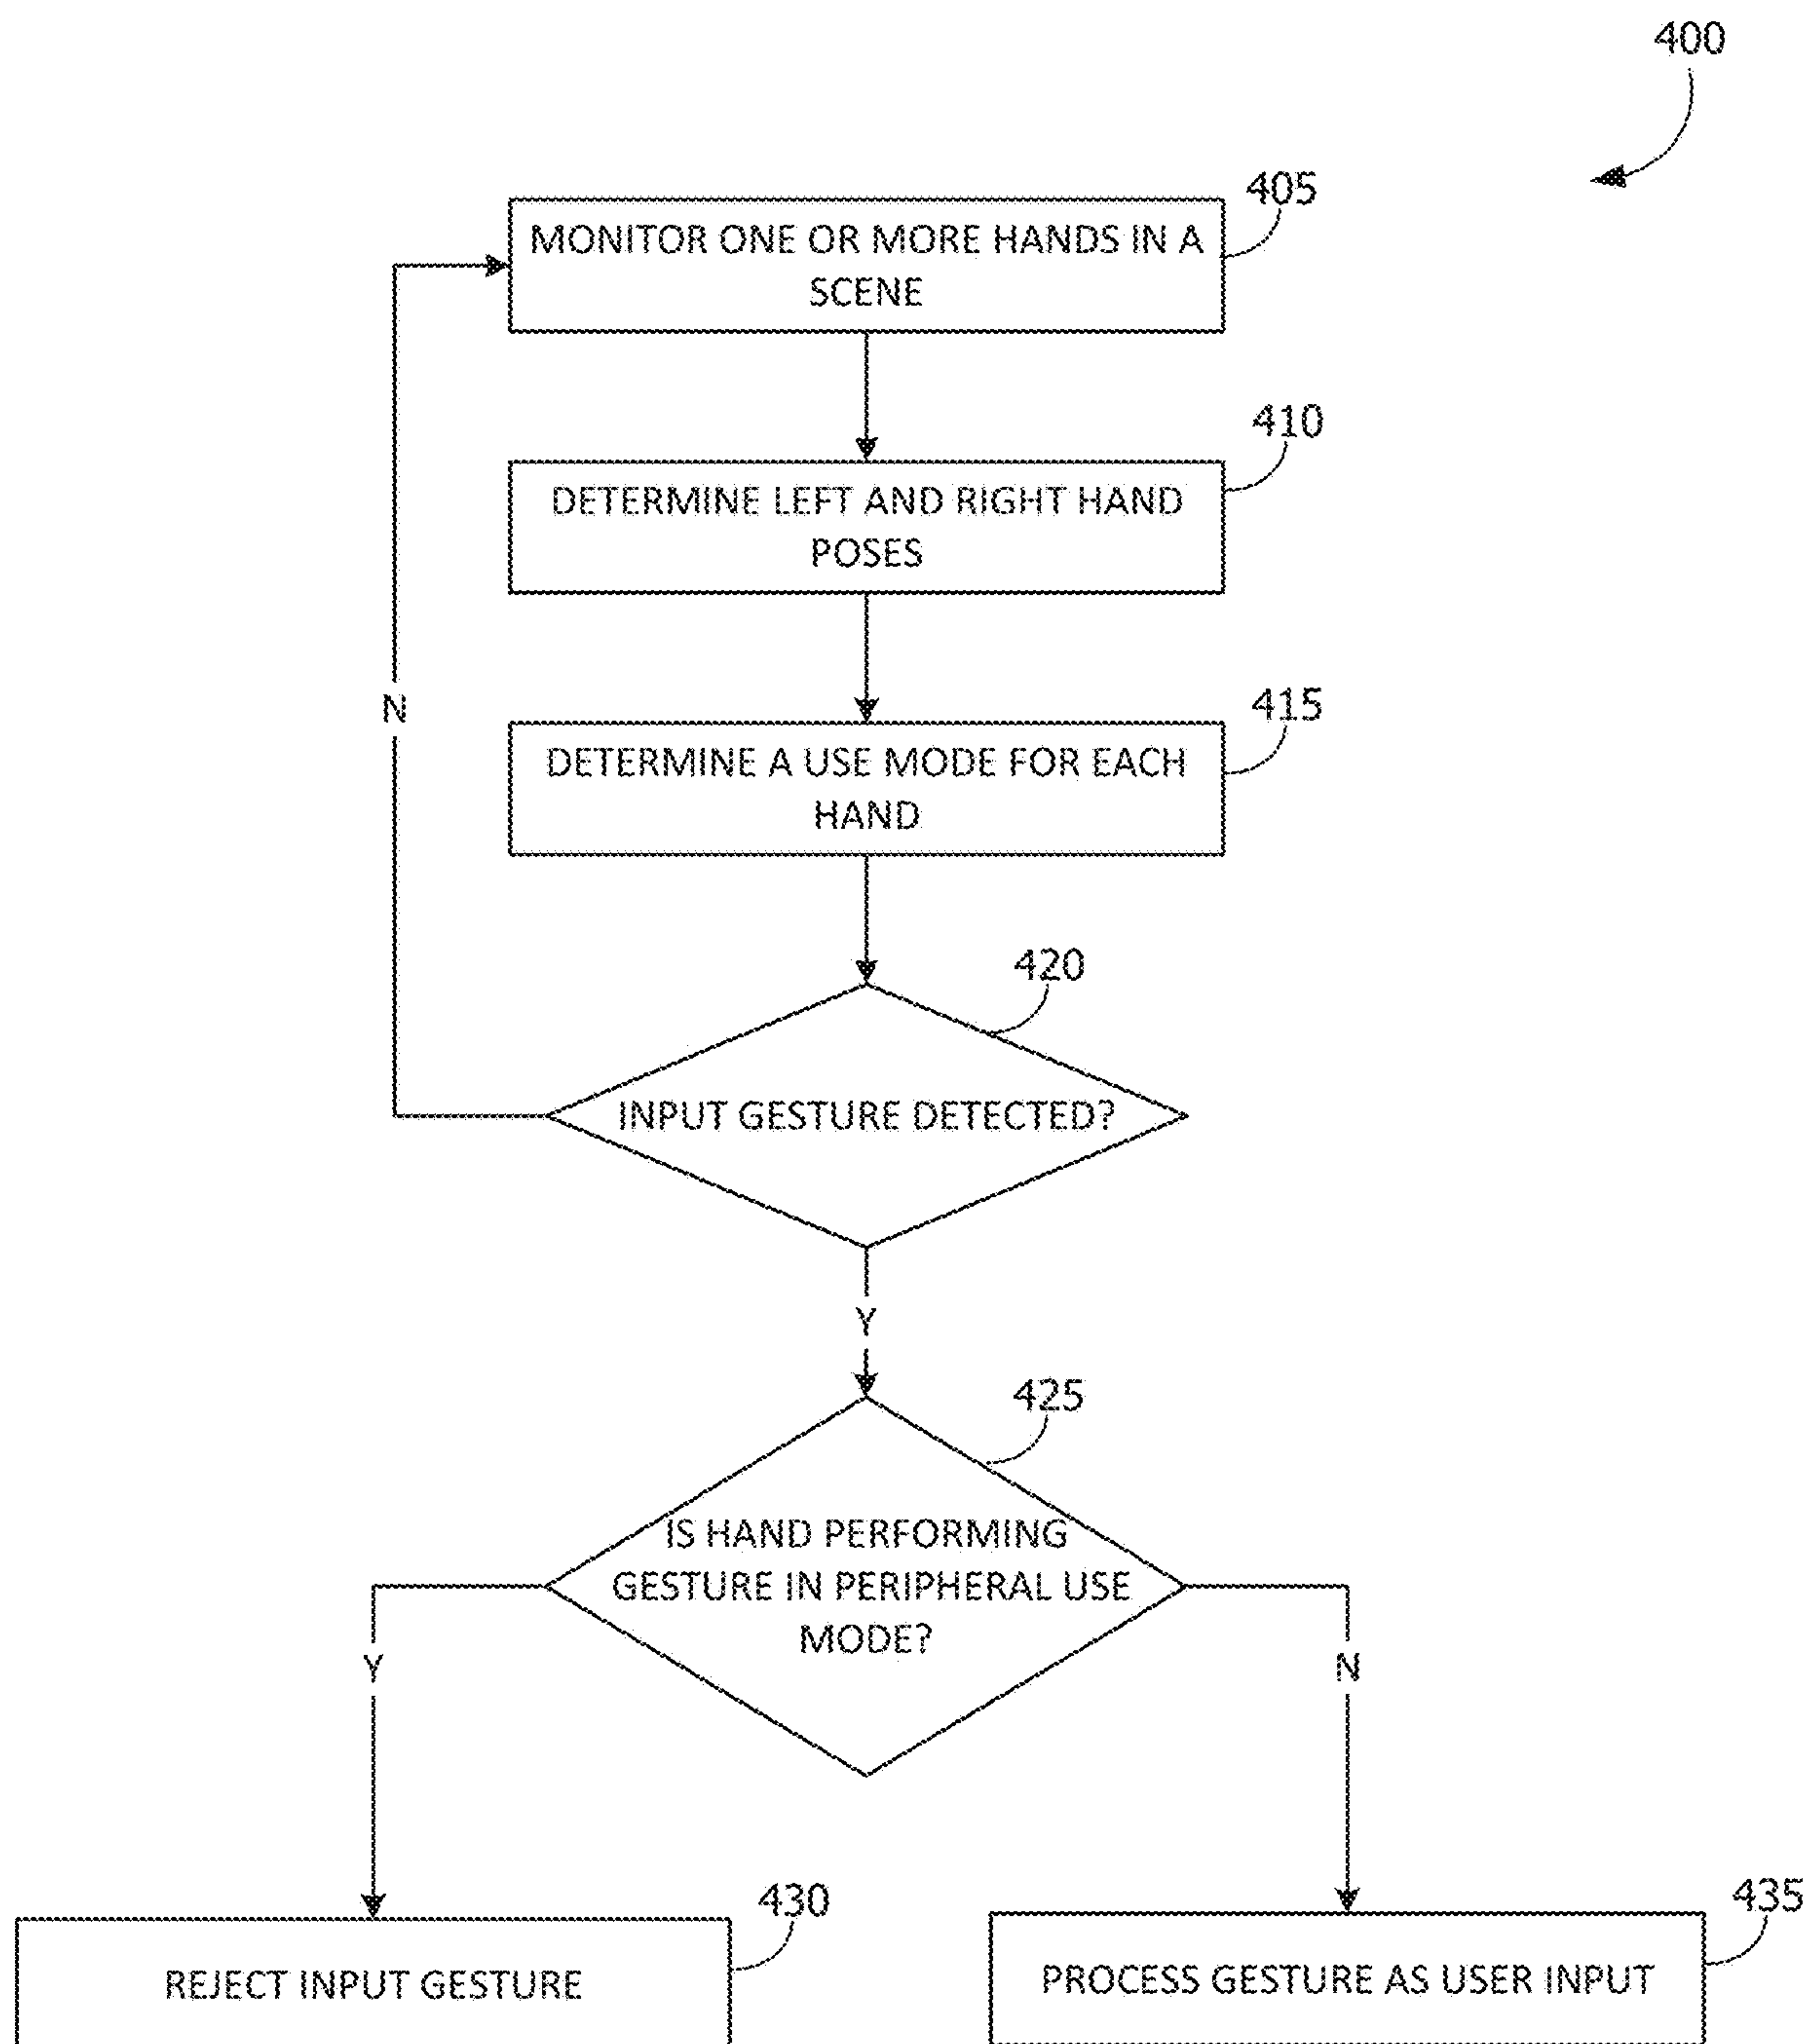 400
405
MONITOR ONE OR MORE HANDS IN A
SCENE
410
DETERMINE LEFT AND RIGHT HAND
POSES
N
415
DETERMINE A USE MODE FOR EACH
HAND
420
INPUT GESTURE DETECTED?
Y
425
IS HAND PERFORMING
GESTURE IN PERIPHERAL USE
MODE?
Y
N
430
REJECT INPUT GESTURE
435
PROCESS GESTURE AS USER INPUT